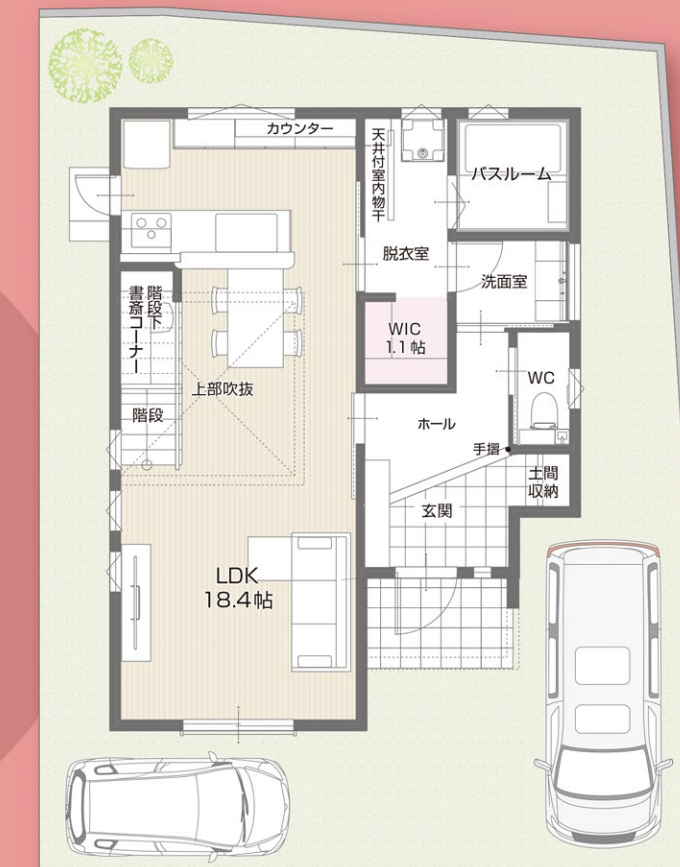 カウンター
天井付室内物干
バスルーム
脱衣室
洗面室
階段下
書斎コーナー
WIC
1.1帖
WC
上部吹抜
階段
ホール
手摺
土間
収納
玄関
LDK
18.4帖